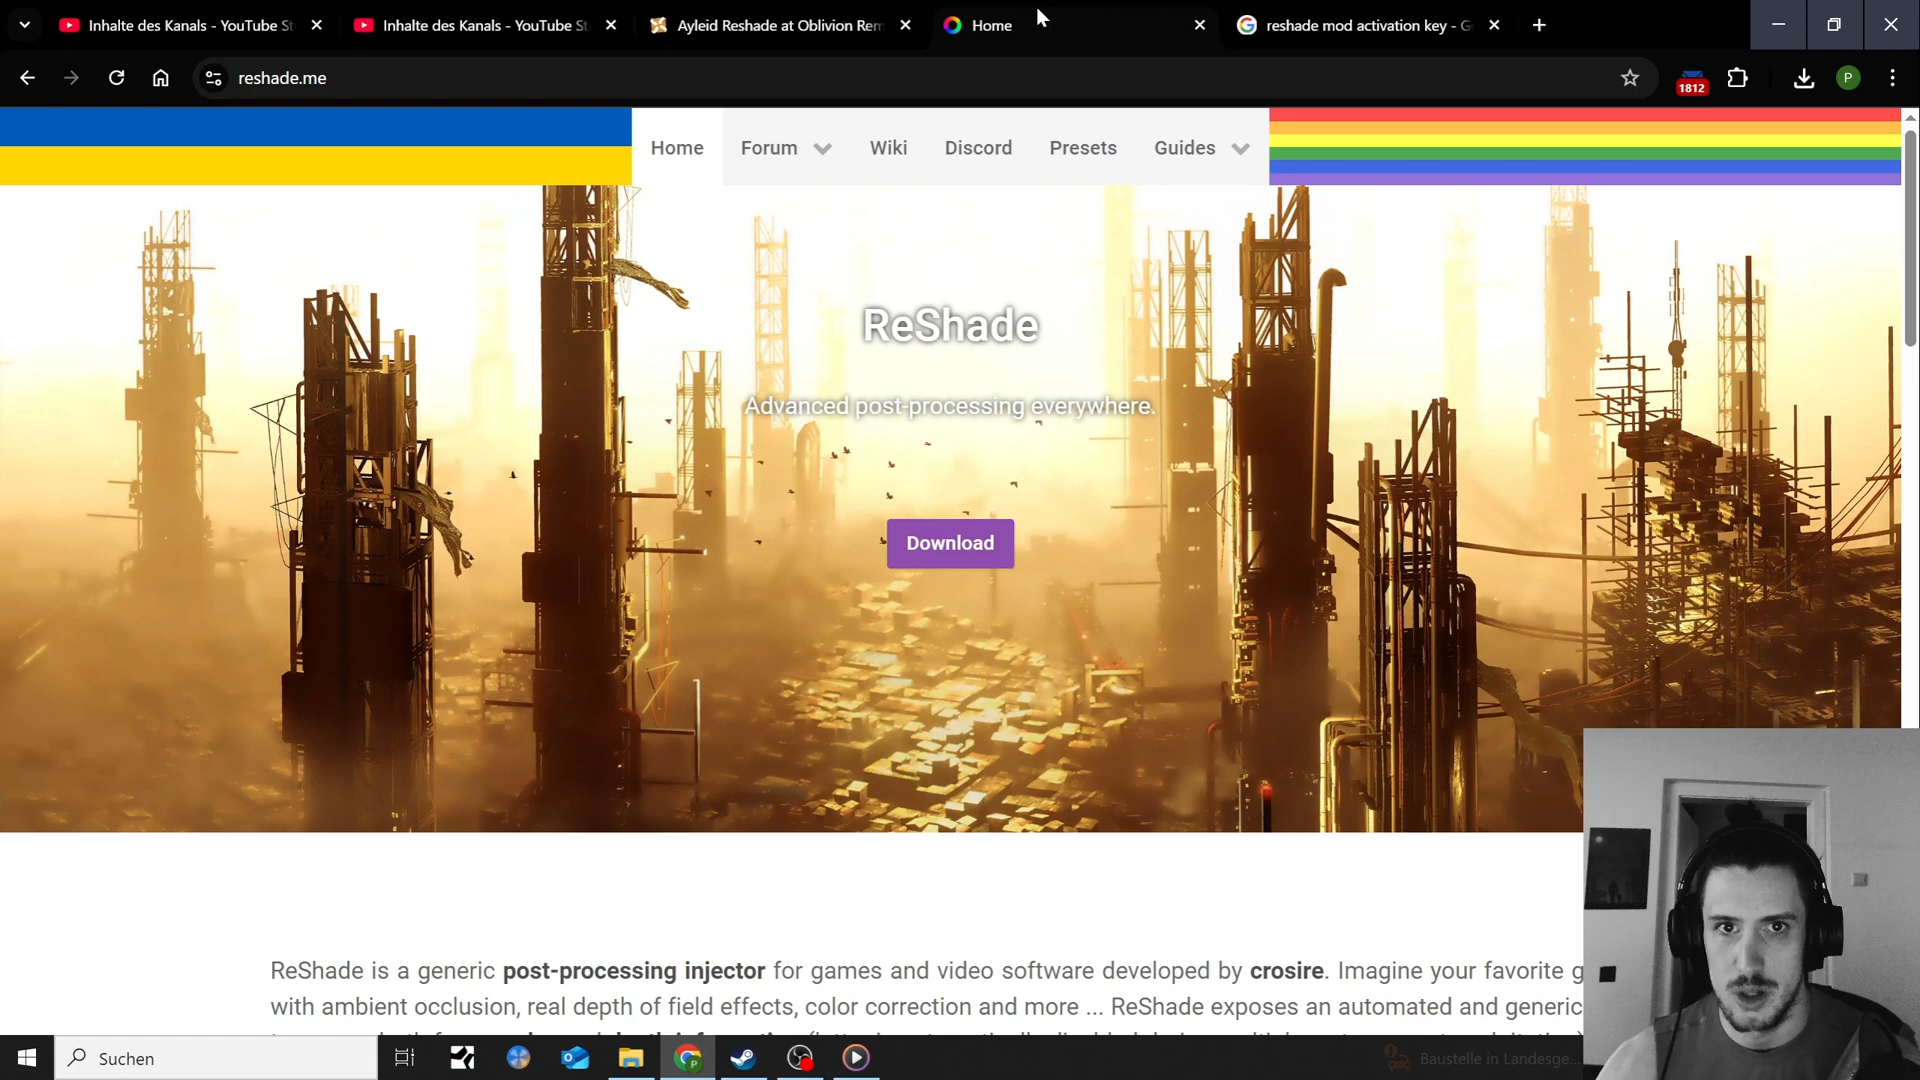 Inhalte des Kanals - YouTube St
Inhalte des Kanals - YouTube St
Ayleid Reshade at Oblivion Rem
Home
reshade mod activation key - G
reshade.me
1812
P
Home
Forum
Wiki
Discord
Presets
Guides
ReShade
Advanced post-processing everywhere.
Download
ReShade is a generic post-processing injector for games and video software developed by crosire. Imagine your favorite g
with ambient occlusion, real depth of field effects, color correction and more ... ReShade exposes an automated and generic
Suchen
Baustelle in Landesge...